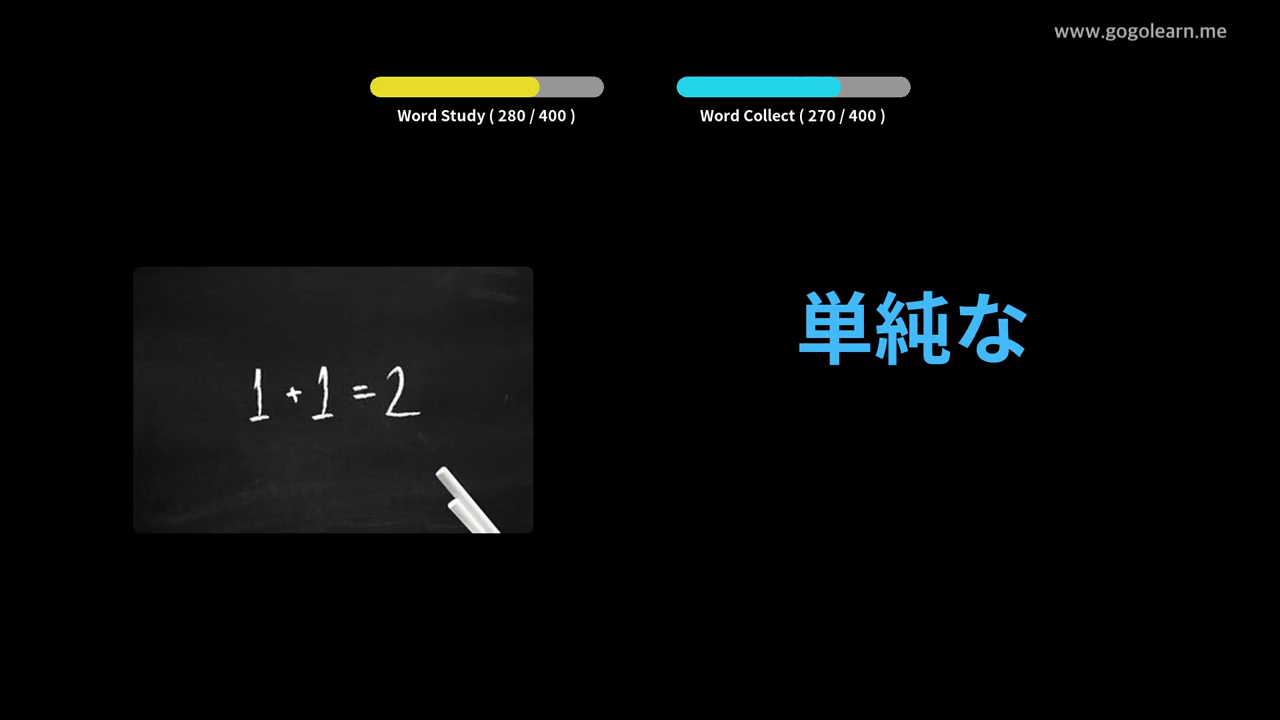 www.gogolearn.me
Word Study ( 280 / 400 )
Word Collect ( 270 / 400 )
単純な
1 + 1 = 2